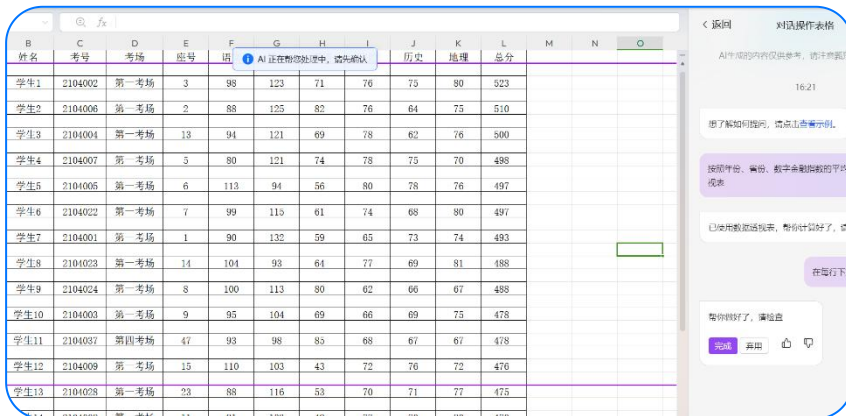 返回 对话操作表格
AI生成的内容仅供参考，请注意甄
16:21
想了解如何提问，请点击查看示例。
按照年份、省份、数字金融指数的平均
视表
已使用数据透视表，帮你计算好了，请
在每行下
帮你做好了，请检查
完成 弃用
fx
B C D E F G H I J K L M N O
AI 正在帮您处理中，请先确认
姓名 考号 考场 座号 语 历史 地理 总分
学生1 2104002 第一考场 3 98 123 71 76 75 80 523
学生2 2104006 第一考场 2 88 125 82 76 64 75 510
学生3 2104004 第一考场 13 94 121 69 78 62 76 500
学生4 2104007 第一考场 5 80 121 74 78 75 70 498
学生5 2104005 第一考场 6 113 94 56 80 78 76 497
学生6 2104022 第一考场 7 99 115 61 74 68 80 497
学生7 2104001 第一考场 1 90 132 59 65 73 74 493
学生8 2104023 第一考场 14 104 93 64 77 69 81 488
学生9 2104024 第一考场 8 100 113 80 62 66 67 488
学生10 2104003 第一考场 9 95 104 69 66 69 75 478
学生11 2104037 第四考场 47 93 98 85 68 67 67 478
学生12 2104009 第一考场 15 110 103 43 72 76 72 476
学生13 2104028 第一考场 23 88 116 53 70 71 77 475